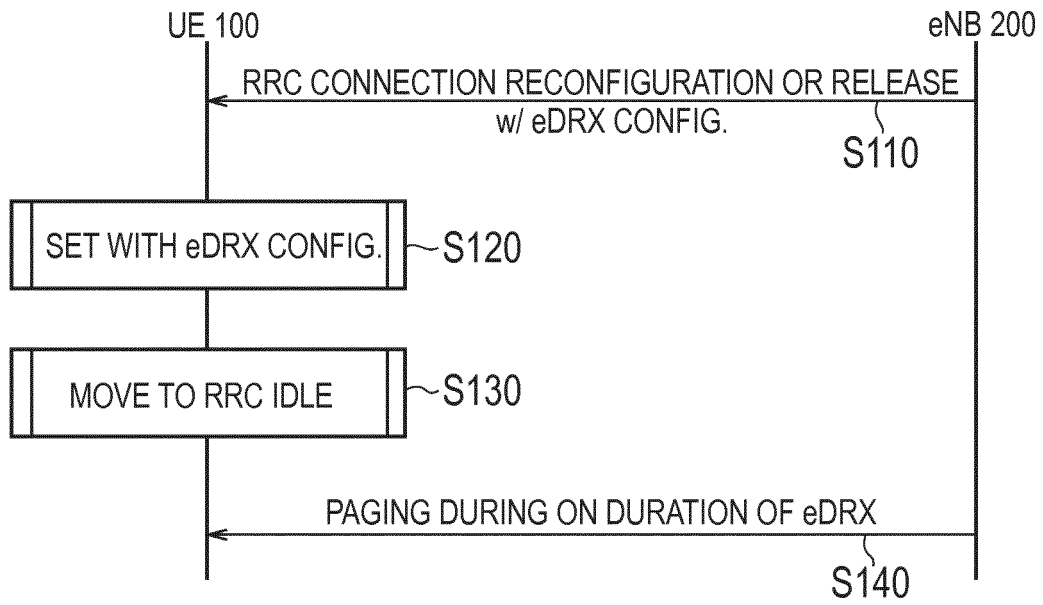 UE 100
eNB 200
RRC CONNECTION RECONFIGURATION OR RELEASE
w/ eDRX CONFIG.
S110
SET WITH eDRX CONFIG.
S120
MOVE TO RRC IDLE
S130
PAGING DURING ON DURATION OF eDRX
S140